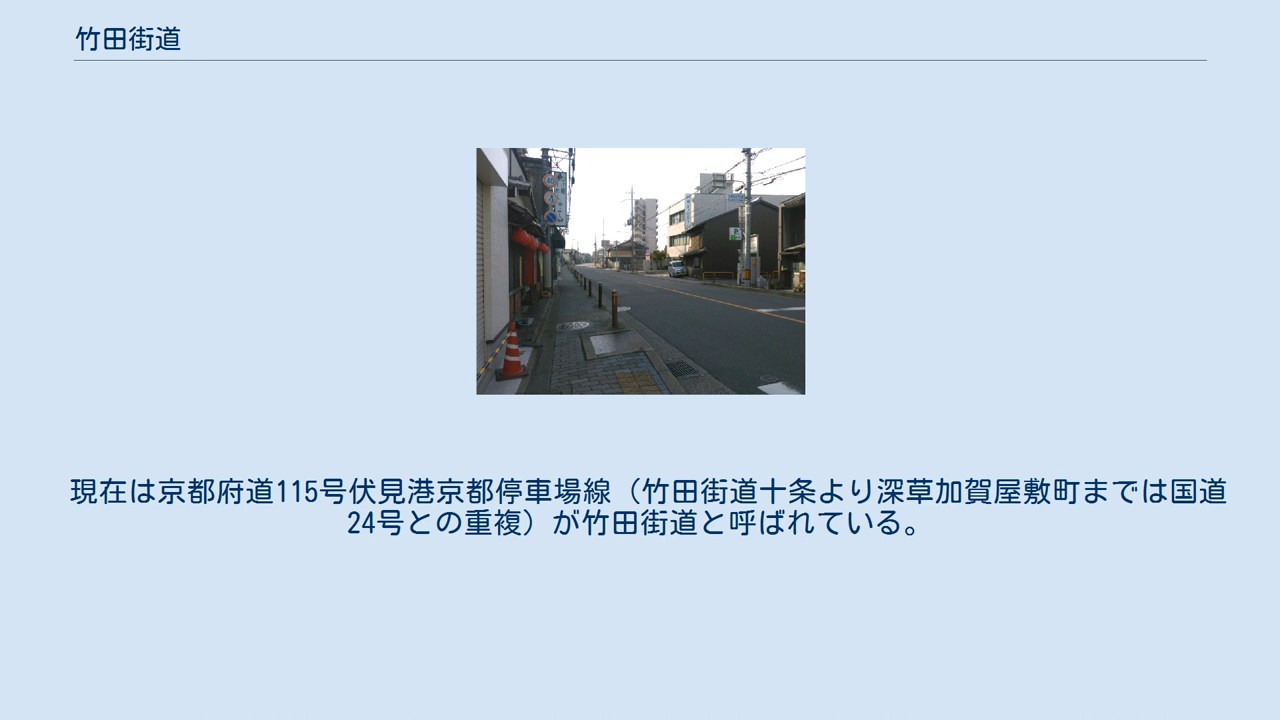 竹田街道
現在は京都府道115号伏見港京都停車場線（竹田街道十条より深草加賀屋敷町までは国道
24号との重複）が竹田街道と呼ばれている。